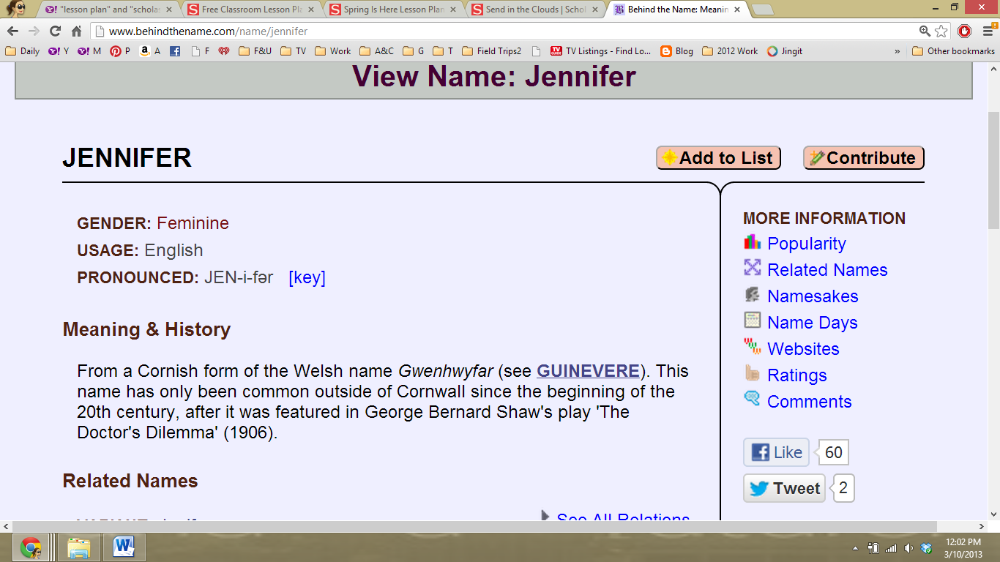 "lesson plan" and "scholas
Free Classroom Lesson Pla
Spring Is Here Lesson Plan
Send in the Clouds | Schol
Behind the Name: Meanin
www.behindthename.com/name/jennifer
Daily Y! Y Y! M P A F F&U TV Work A&C G T Field Trips2 TV Listings - Find Lo... Blog 2012 Work Jingit » Other bookmarks
View Name: Jennifer
JENNIFER
Add to List
Contribute
GENDER: Feminine
USAGE: English
PRONOUNCED: JEN-i-fər [key]
Meaning & History
From a Cornish form of the Welsh name Gwenhwyfar (see GUINEVERE). This
name has only been common outside of Cornwall since the beginning of the
20th century, after it was featured in George Bernard Shaw's play 'The
Doctor's Dilemma' (1906).
Related Names
See All Relations
MORE INFORMATION
Popularity
Related Names
Namesakes
Name Days
Websites
Ratings
Comments
Like 60
Tweet 2
12:02 PM
3/10/2013